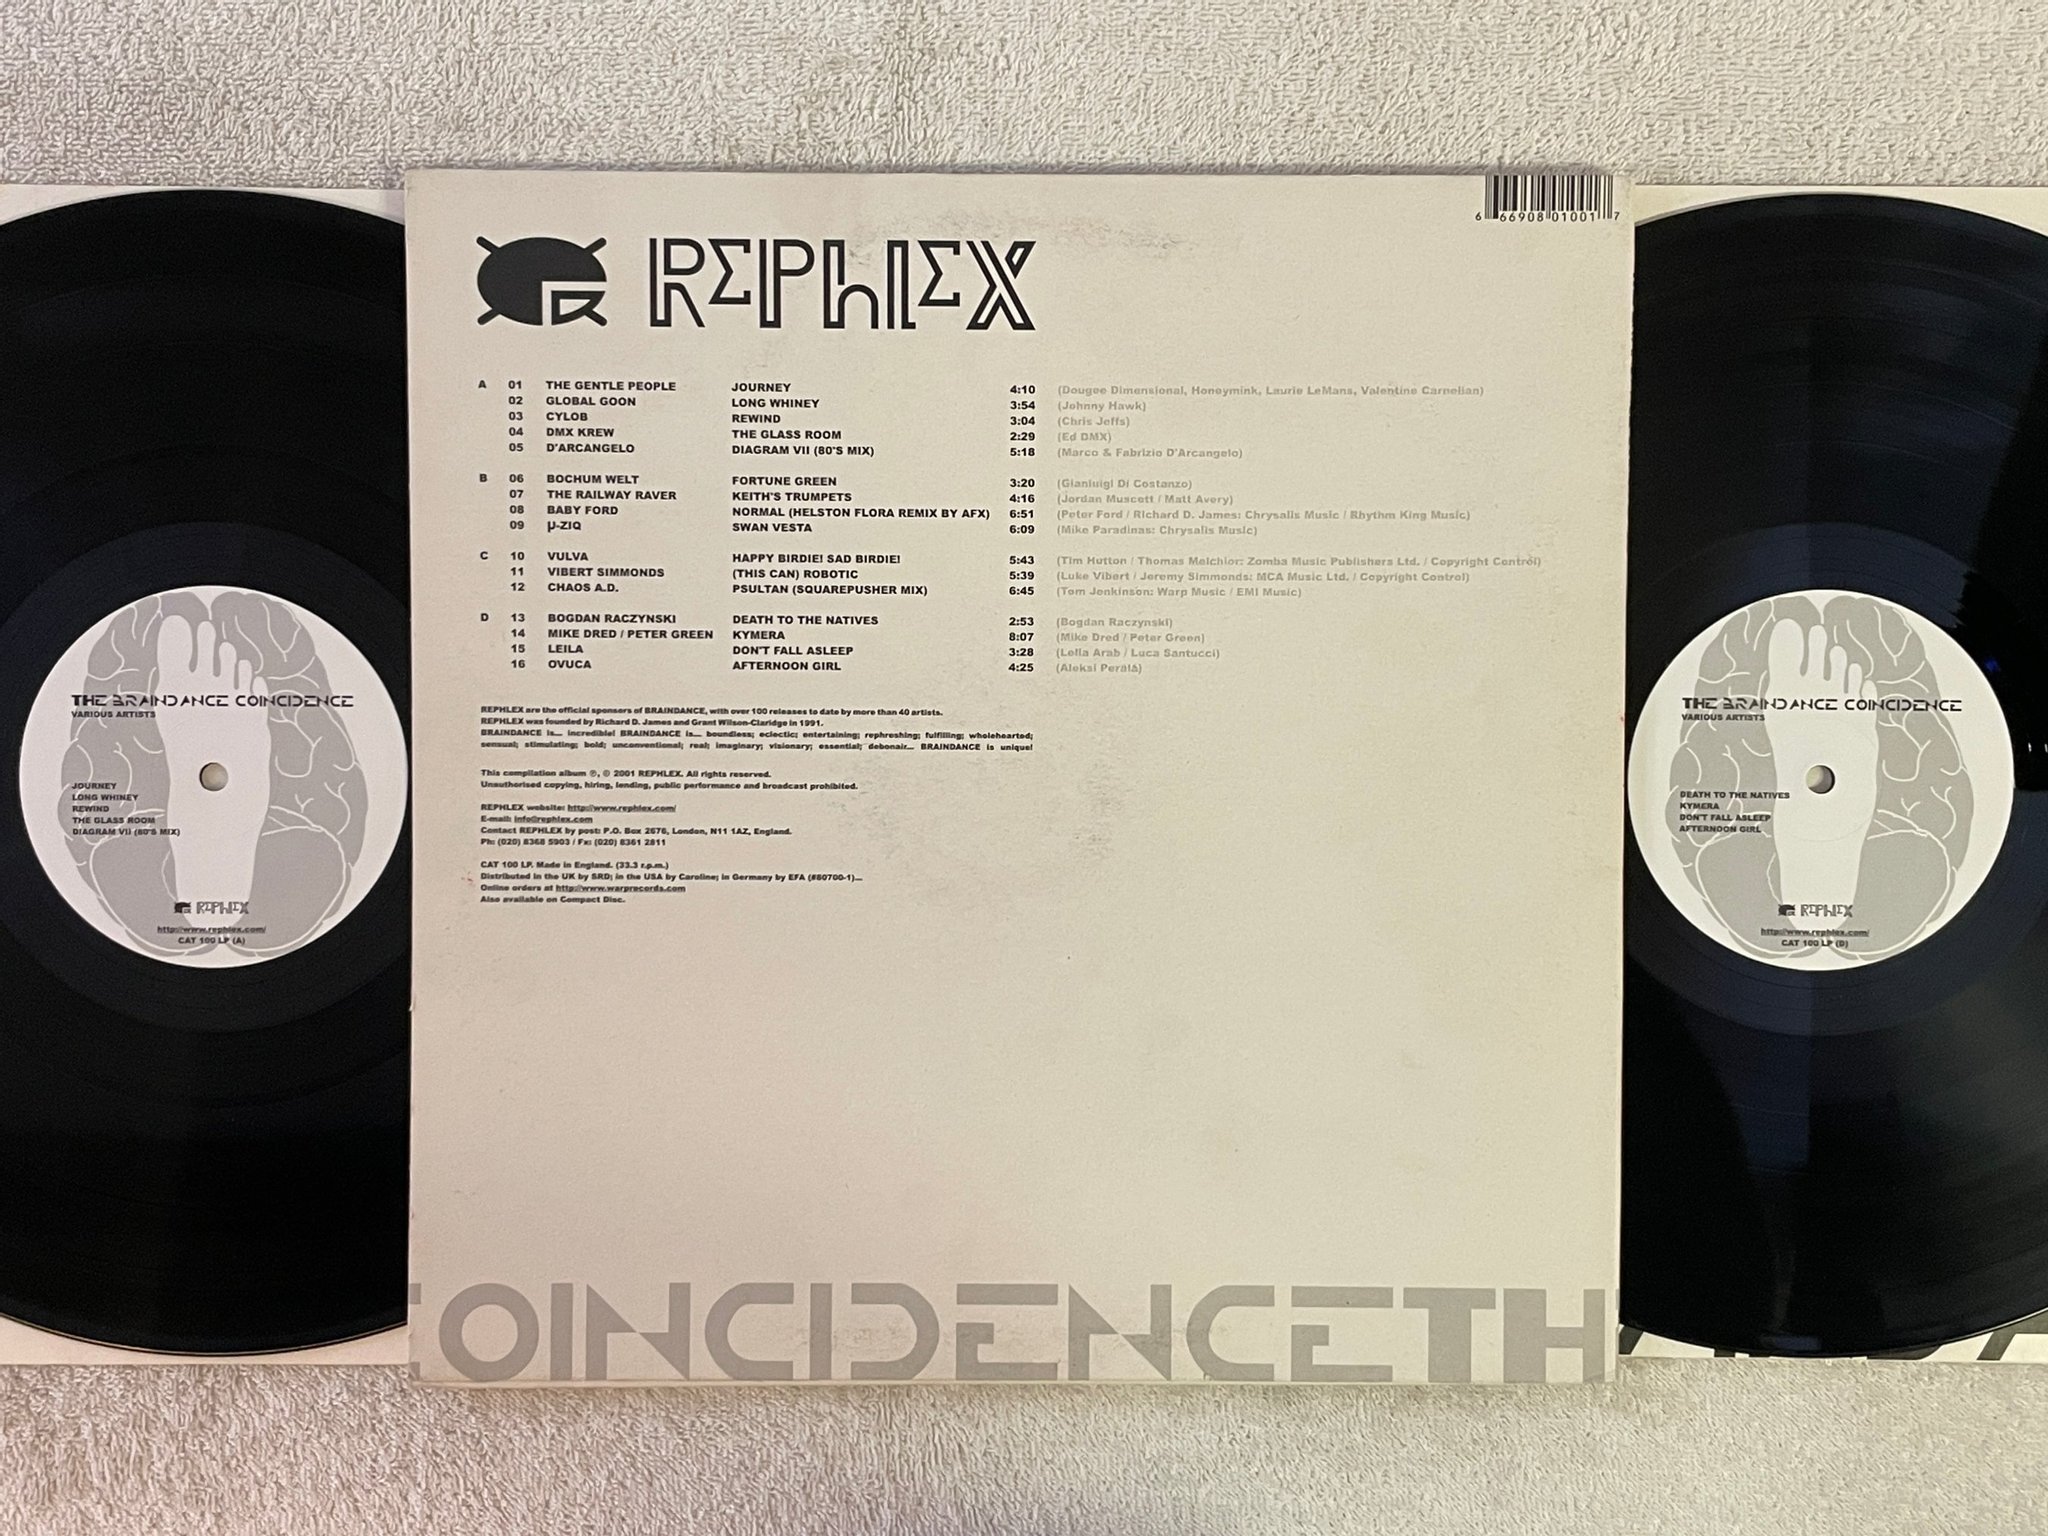 6 66908 01001 7
REPHLEX
A 01 THE GENTLE PEOPLE JOURNEY 4:10 (Dougee Dimensional, Honeymink, Laurie LeMans, Valentine Carnelian)
02 GLOBAL GOON LONG WHINEY 3:54 (Johnny Hawk)
03 CYLOB REWIND 3:04 (Chris Jeffs)
04 DMX KREW THE GLASS ROOM 2:29 (Ed DMX)
05 D'ARCANGELO DIAGRAM VII (80'S MIX) 5:18 (Marco & Fabrizio D'Arcangelo)
B 06 BOCHUM WELT FORTUNE GREEN 3:20 (Gianluigi Di Costanzo)
07 THE RAILWAY RAVER KEITH'S TRUMPETS 4:16 (Jordan Muscott / Matt Avery)
08 BABY FORD NORMAL (HELSTON FLORA REMIX BY AFX) 6:51 (Peter Ford / Richard D. James: Chrysalis Music / Rhythm King Music)
09 µ-ZIQ SWAN VESTA 6:09 (Mike Paradinas: Chrysalis Music)
C 10 VULVA HAPPY BIRDIE! SAD BIRDIE! 5:43 (Tim Hutton / Thomas Melchior: Zomba Music Publishers Ltd. / Copyright Control)
11 VIBERT SIMMONDS (THIS CAN) ROBOTIC 5:39 (Luke Vibert / Jeremy Simmonds: MCA Music Ltd. / Copyright Control)
12 CHAOS A.D. PSULTAN (SQUAREPUSHER MIX) 6:45 (Tom Jenkinson: Warp Music / EMI Music)
D 13 BOGDAN RACZYNSKI DEATH TO THE NATIVES 2:53 (Bogdan Raczynski)
14 MIKE DRED / PETER GREEN KYMERA 8:07 (Mike Dred / Peter Green)
15 LEILA DON'T FALL ASLEEP 3:28 (Leila Arab / Luca Santucci)
16 OVUCA AFTERNOON GIRL 4:25 (Aleksi Perälä)
REPHLEX are the official sponsors of BRAINDANCE, with over 100 releases to date by more than 40 artists.
REPHLEX was founded by Richard D. James and Grant Wilson-Claridge in 1991.
BRAINDANCE is... incredible! BRAINDANCE is... boundless; eclectic; entertaining; rephreshing; fulfilling; wholehearted;
sensual; stimulating; bold; unconventional; real; imaginary; visionary; essential; debonair... BRAINDANCE is unique!
This compilation album ℗, © 2001 REPHLEX. All rights reserved.
Unauthorised copying, hiring, lending, public performance and broadcast prohibited.
REPHLEX website: http://www.rephlex.com/
E-mail: info@rephlex.com
Contact REPHLEX by post: P.O. Box 2676, London, N11 1AZ, England.
Ph: (020) 8368 5903 / Fx: (020) 8361 2811
CAT 100 LP. Made in England. (33.3 r.p.m.)
Distributed in the UK by SRD; in the USA by Caroline; in Germany by EFA (#80700-1)...
Online orders at http://www.warprecords.com
Also available on Compact Disc.
COINCIDENCETH
THE BRAINDANCE COINCIDENCE
VARIOUS ARTISTS
JOURNEY
LONG WHINEY
REWIND
THE GLASS ROOM
DIAGRAM VII (80'S MIX)
REPHLEX
http://www.rephlex.com/
CAT 100 LP (A)
THE BRAINDANCE COINCIDENCE
VARIOUS ARTISTS
DEATH TO THE NATIVES
KYMERA
DON'T FALL ASLEEP
AFTERNOON GIRL
REPHLEX
http://www.rephlex.com/
CAT 100 LP (D)